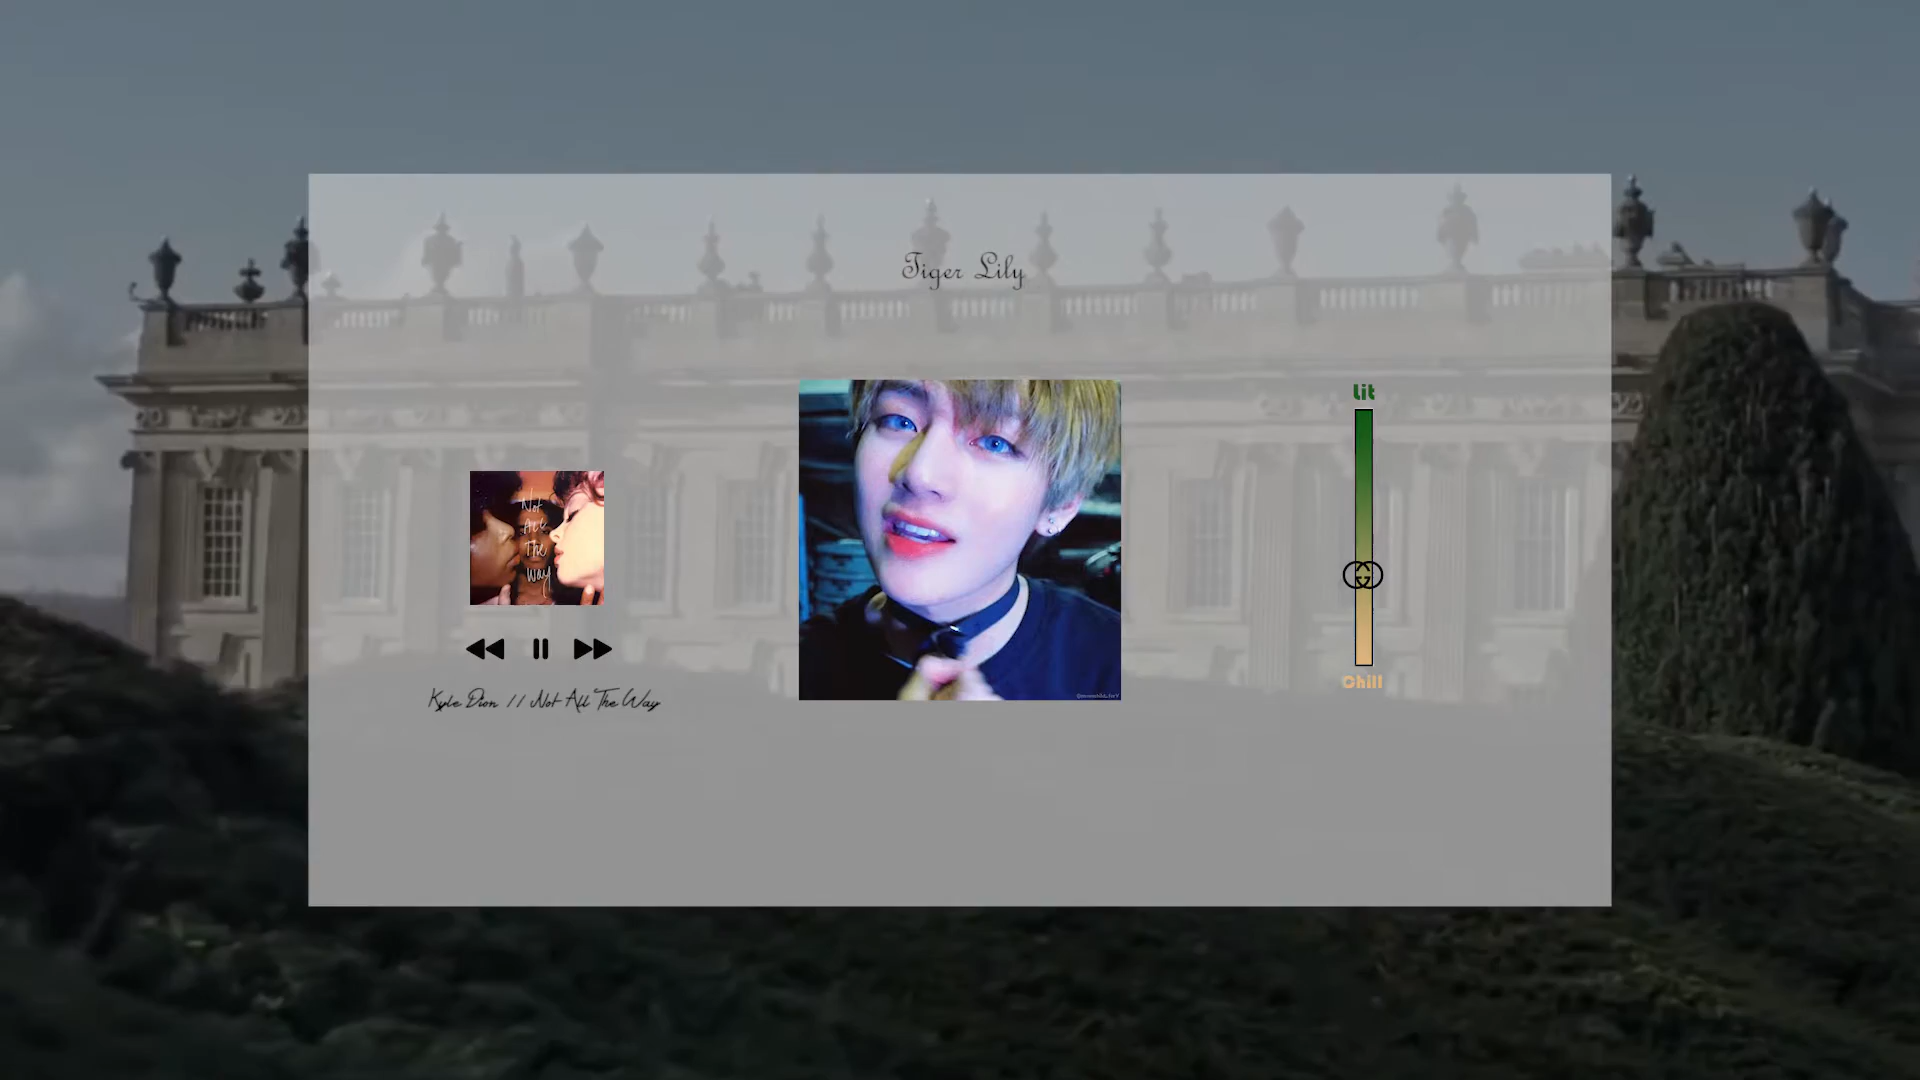 Tiger Lily
Lit
Not
All
The
Way
Chill
Kyle Dion // Not All The Way